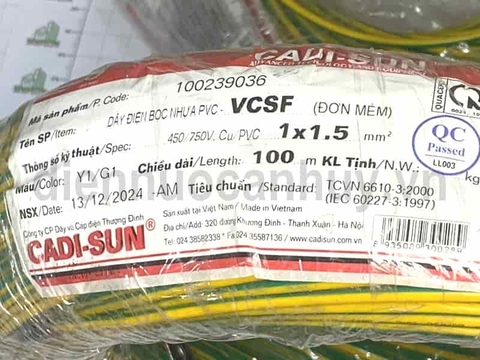 CADI-SUN
Mã sản phẩm/P. Code: 100239036
Tên SP/Item: DÂY ĐIỆN BỌC NHỰA PVC - VCSF (ĐƠN MỀM)
Thông số kỹ thuật/Spec: 450/750V. Cu/PVC 1x1.5 mm²
Màu/Color: Y1/G1 Chiều dài/Length: 100 m KL Tịnh/N.W.: kg
NSX/Date: 13/12/2024 -AM Tiêu chuẩn/Standard: TCVN 6610-3:2000
(IEC 60227-3:1997)
QC
Passed
LL003
Công ty CP Dây và Cáp điện Thượng Đình
CADI-SUN®
Sản xuất tại Việt Nam / Made in Vietnam
Địa chỉ/Add: 320 đường Khương Đình - Thanh Xuân - Hà Nội
Tel: 024.38582338 * Fax: 024.35587136 * www.cadisun.com.vn
diennuocanhuy.vn